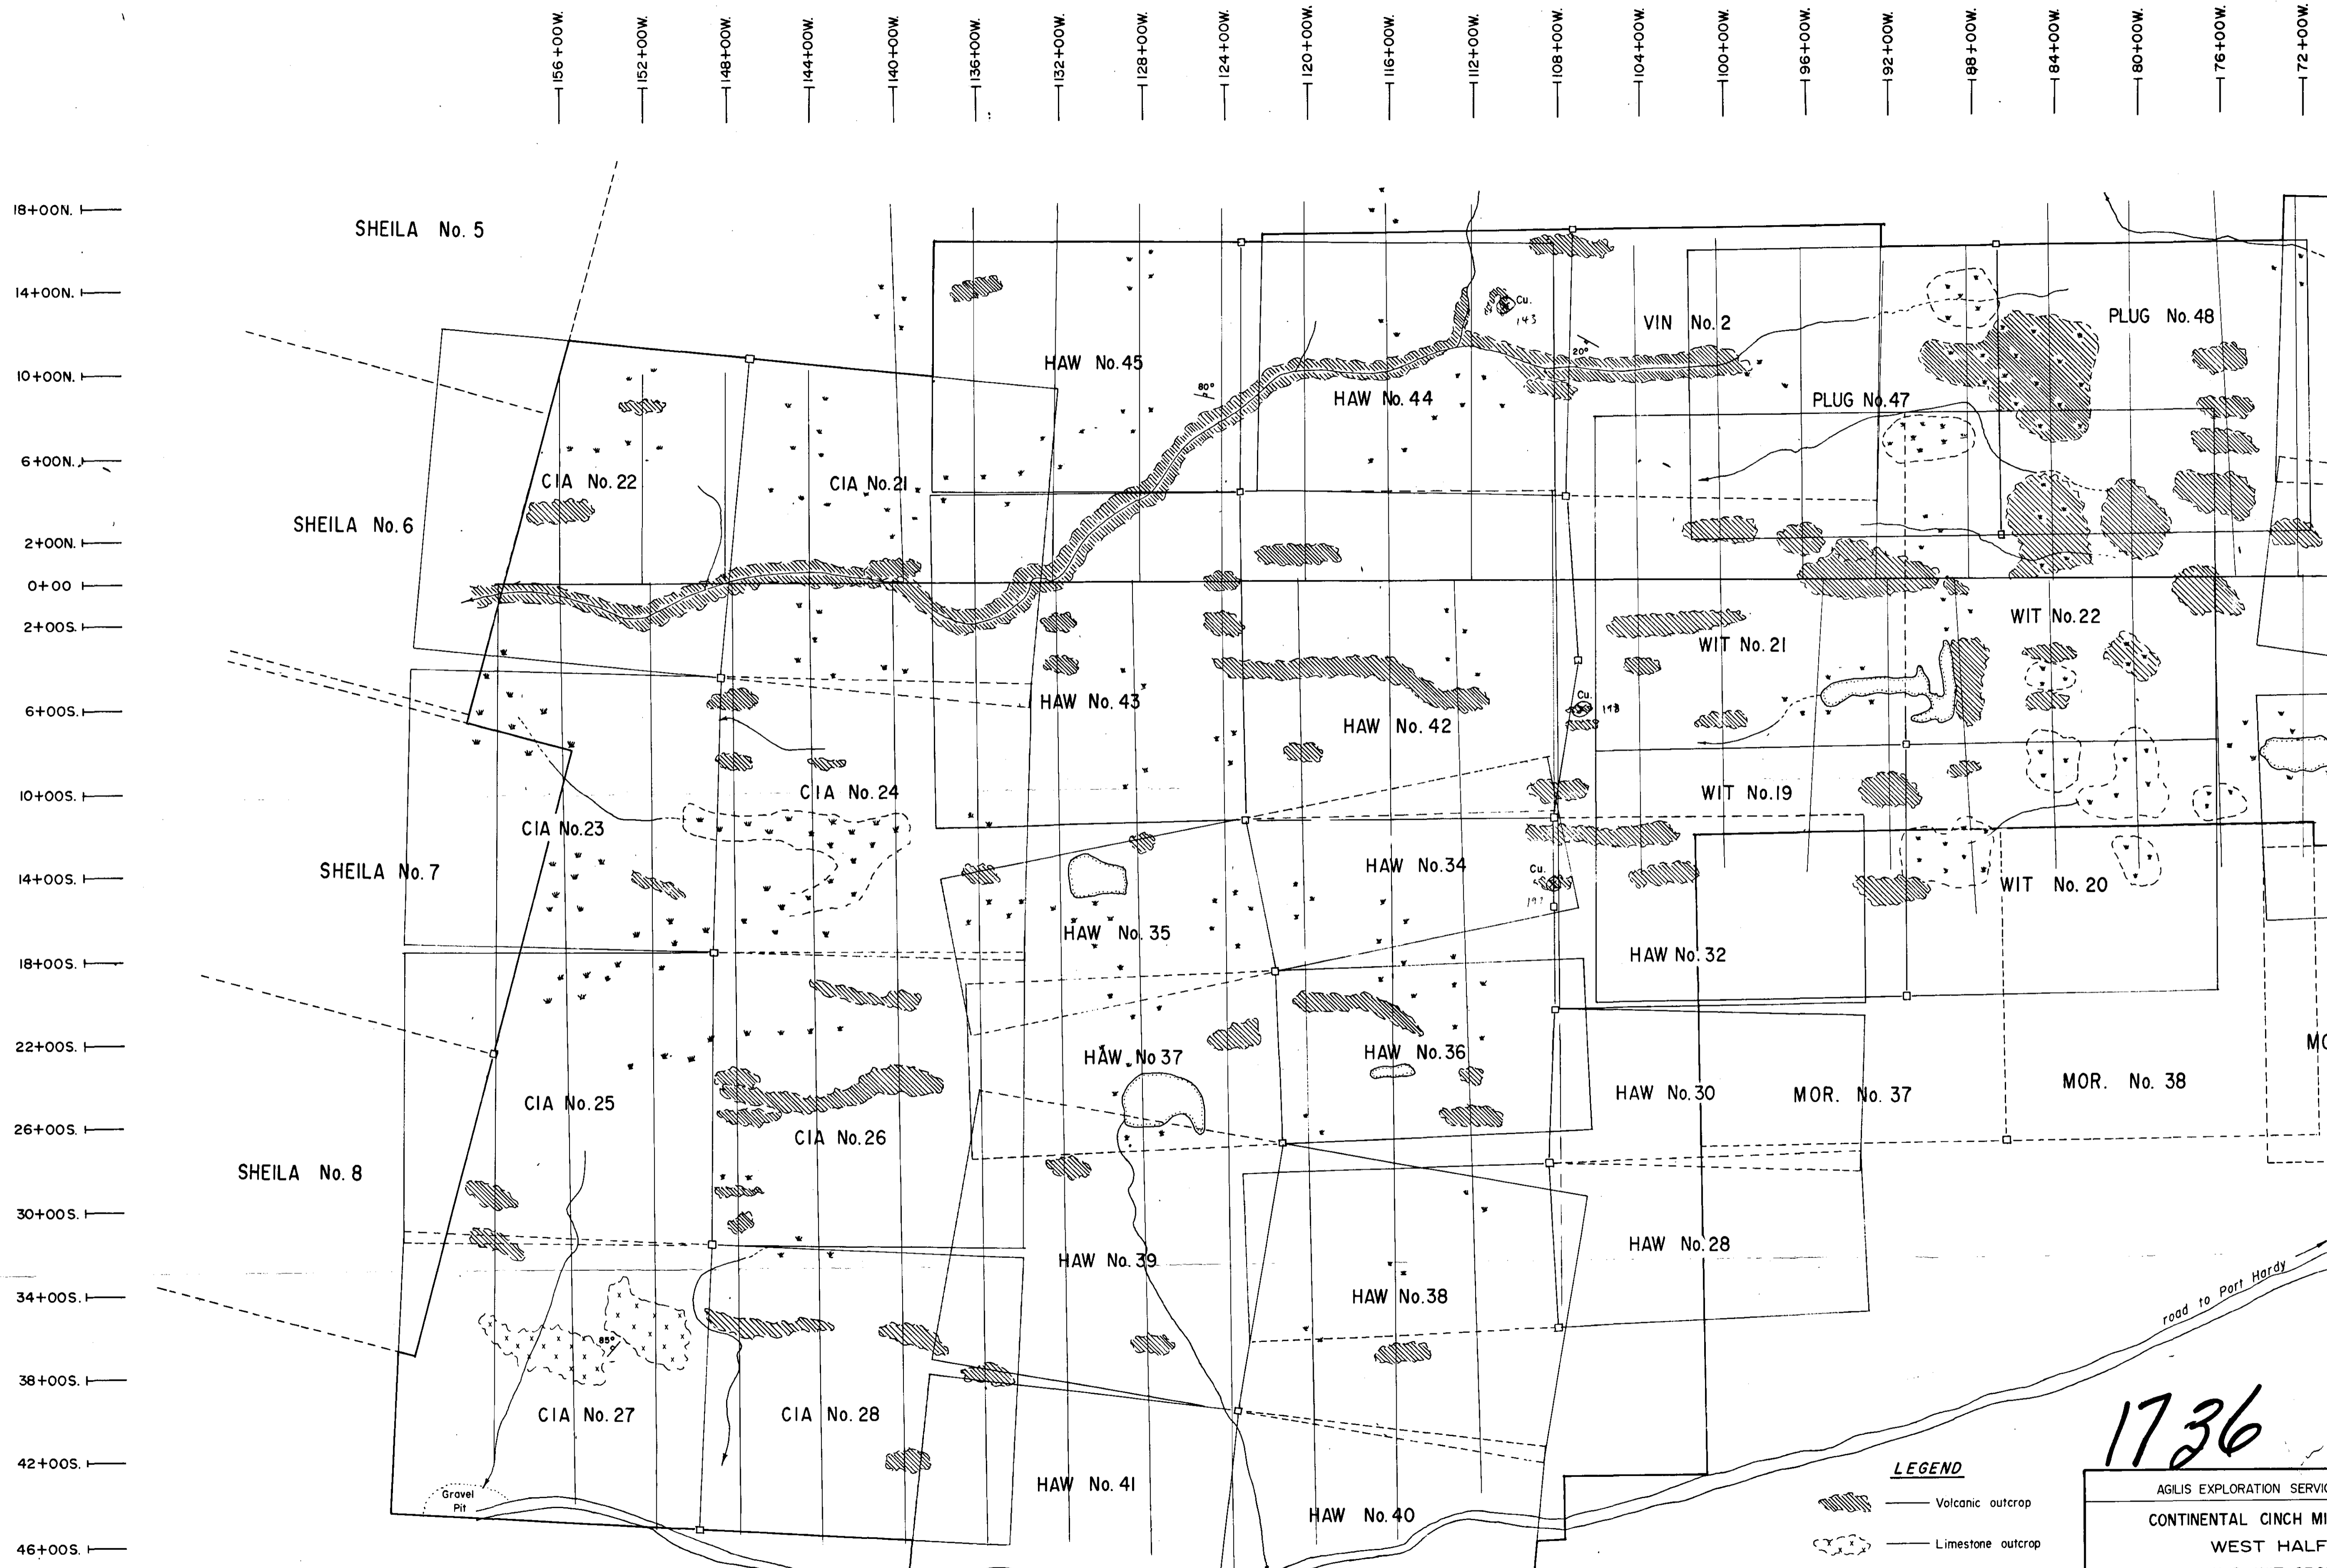 156+00W.
152+00W.
148+00W.
144+00W.
140+00W.
136+00W.
132+00W.
128+00W.
124+00W.
120+00W.
116+00W.
112+00W.
108+00W.
104+00W.
100+00W.
96+00W.
92+00W.
88+00W.
84+00W.
80+00W.
76+00W.
72+00W.
18+00N.
14+00N.
10+00N.
6+00N.
2+00N.
0+00
2+00S.
6+00S.
10+00S.
14+00S.
18+00S.
22+00S.
26+00S.
30+00S.
34+00S.
38+00S.
42+00S.
46+00S.
SHEILA No. 5
SHEILA No. 6
SHEILA No. 7
SHEILA No. 8
Cu.
143
VIN No. 2
PLUG No. 48
HAW No. 45
20°
80°
HAW No. 44
PLUG No. 47
CIA No. 22
CIA No. 21
WIT No. 22
WIT No. 21
Cu.
HAW No. 43
HAW No. 42
CIA No. 24
WIT No. 19
CIA No. 23
HAW No. 34
Cu.
WIT No. 20
HAW No. 35
HAW No. 32
HAW No 37
HAW No. 36
CIA No. 25
HAW No. 30
MOR. No. 37
MOR. No. 38
CIA No. 26
HAW No. 39
HAW No. 28
HAW No. 38
road to Port Hardy
85°
CIA No. 27
CIA No. 28
HAW No. 41
HAW No. 40
Gravel
Pit
1736
LEGEND
Volcanic outcrop
Limestone outcrop
AGILIS EXPLORATION SERVIC
CONTINENTAL CINCH MI
WEST HALF